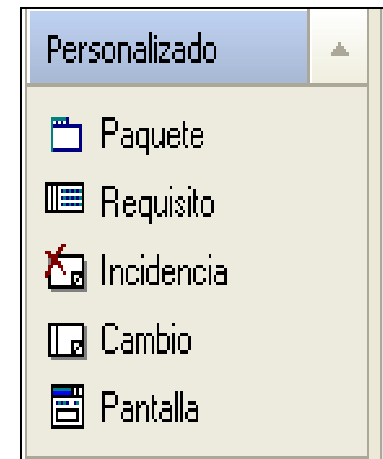 Personalizado
Paquete
Requisito
Incidencia
Cambio
Pantalla